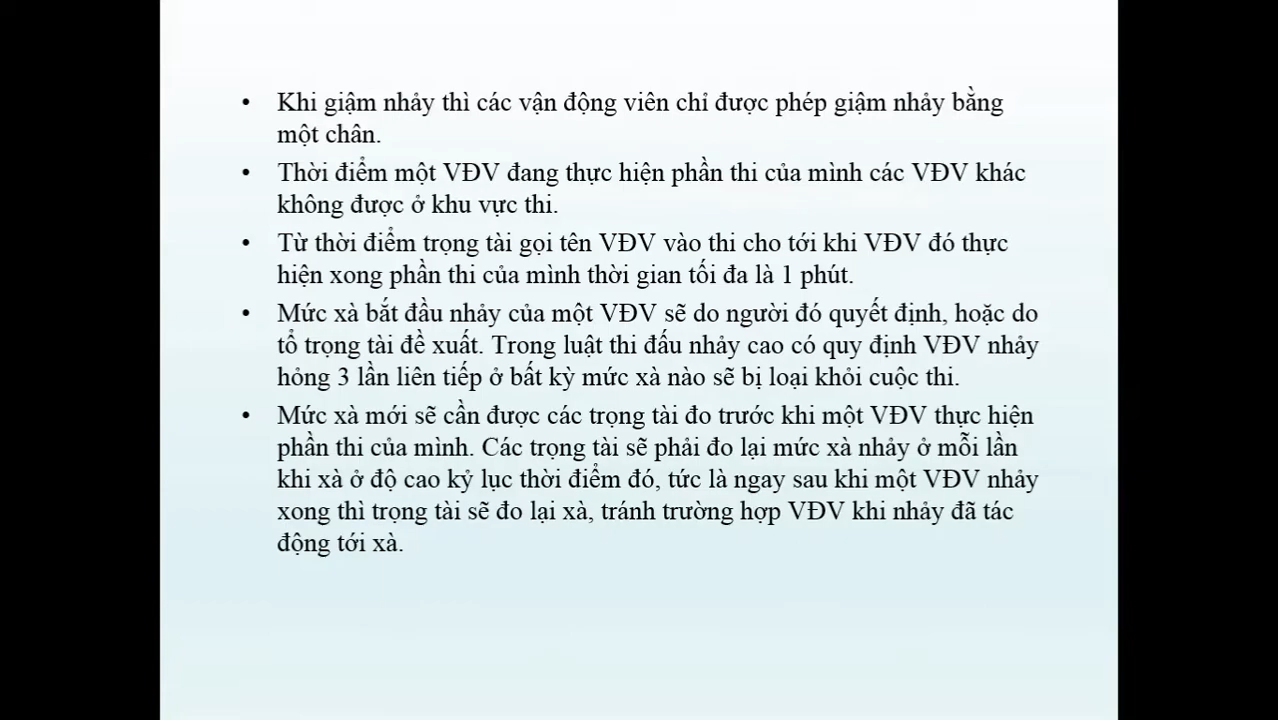 • Khi giậm nhảy thì các vận động viên chỉ được phép giậm nhảy bằng
một chân.
• Thời điểm một VĐV đang thực hiện phần thi của mình các VĐV khác
không được ở khu vực thi.
• Từ thời điểm trọng tài gọi tên VĐV vào thi cho tới khi VĐV đó thực
hiện xong phần thi của mình thời gian tối đa là 1 phút.
• Mức xà bắt đầu nhảy của một VĐV sẽ do người đó quyết định, hoặc do
tổ trọng tài đề xuất. Trong luật thi đấu nhảy cao có quy định VĐV nhảy
hỏng 3 lần liên tiếp ở bất kỳ mức xà nào sẽ bị loại khỏi cuộc thi.
• Mức xà mới sẽ cần được các trọng tài đo trước khi một VĐV thực hiện
phần thi của mình. Các trọng tài sẽ phải đo lại mức xà nhảy ở mỗi lần
khi xà ở độ cao kỷ lục thời điểm đó, tức là ngay sau khi một VĐV nhảy
xong thì trọng tài sẽ đo lại xà, tránh trường hợp VĐV khi nhảy đã tác
động tới xà.